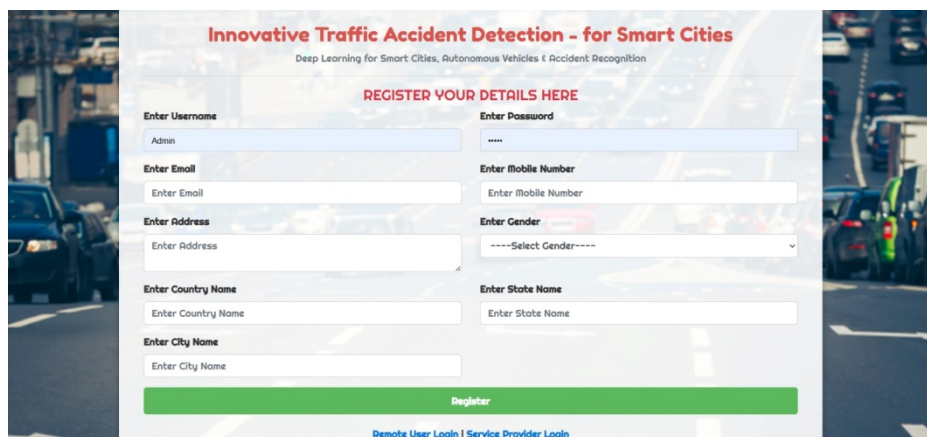 Innovative Traffic Accident Detection - for Smart Cities
Deep Learning for Smart Cities, Autonomous Vehicles & Accident Recognition
REGISTER YOUR DETAILS HERE
Enter Username Enter Password
Admin •••••
Enter Email Enter Mobile Number
Enter Email Enter Mobile Number
Enter Address Enter Gender
Enter Address ----Select Gender----
Enter Country Name Enter State Name
Enter Country Name Enter State Name
Enter City Name
Enter City Name
Register
Remote User Login | Service Provider Login